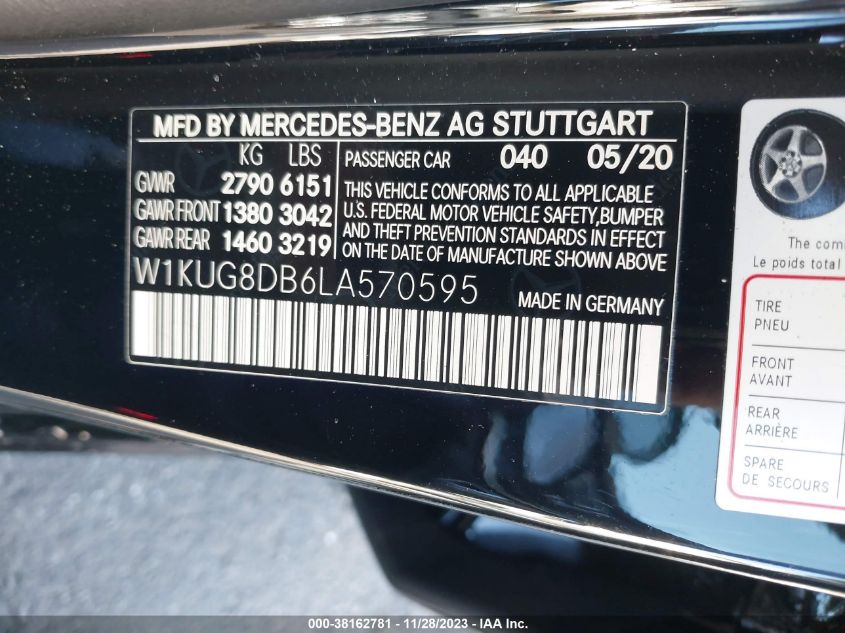 MFD BY MERCEDES-BENZ AG STUTTGART
KG LBS
GVWR 2790 6151
GAWR FRONT 1380 3042
GAWR REAR 1460 3219
PASSENGER CAR 040 05/20
THIS VEHICLE CONFORMS TO ALL APPLICABLE
U.S. FEDERAL MOTOR VEHICLE SAFETY,BUMPER
AND THEFT PREVENTION STANDARDS IN EFFECT
ON THE DATE OF MANUFACTURE SHOWN ABOVE
W1KUG8DB6LA570595
MADE IN GERMANY
The com
Le poids total
TIRE
PNEU
FRONT
AVANT
REAR
ARRIÈRE
SPARE
DE SECOURS
000-38162781 - 11/28/2023 - IAA Inc.